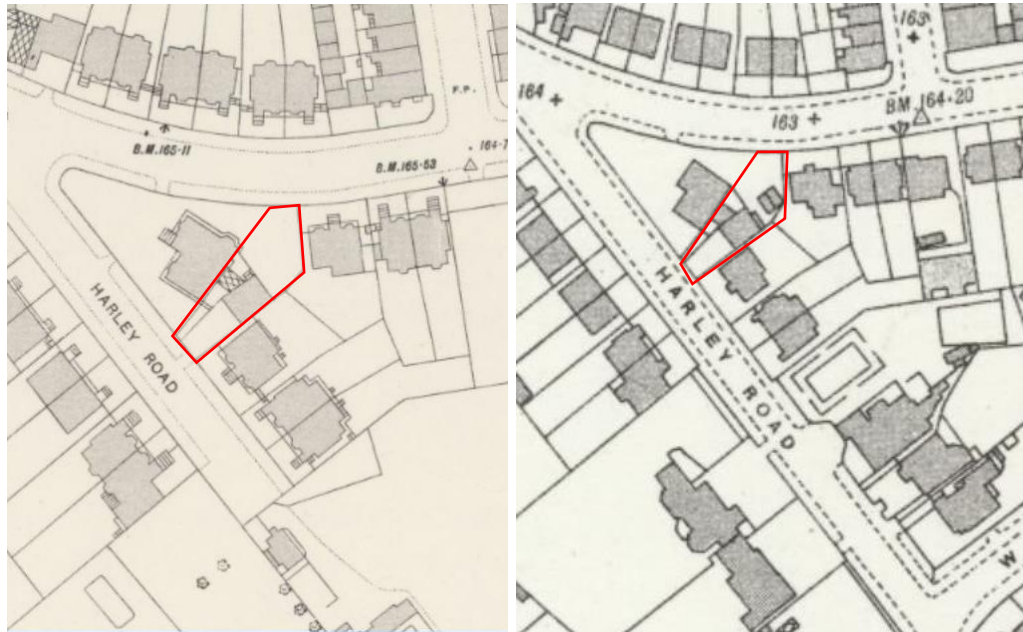 F.P.
B.M.165·11
164·7
B.M.165·53
HARLEY ROAD
163
164
BM 164·20
163
HARLEY ROAD
W